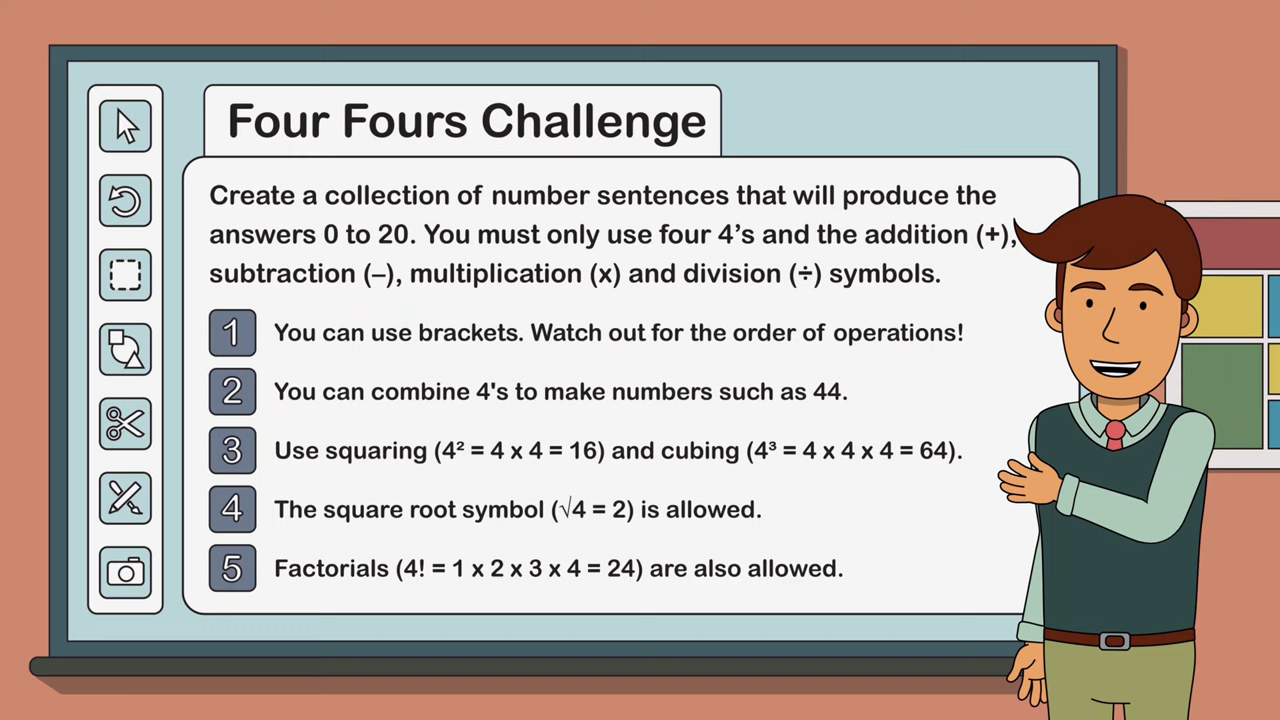 Four Fours Challenge
Create a collection of number sentences that will produce the
answers 0 to 20. You must only use four 4’s and the addition (+),
subtraction (–), multiplication (x) and division (÷) symbols.
1 You can use brackets. Watch out for the order of operations!
2 You can combine 4's to make numbers such as 44.
3 Use squaring (4² = 4 x 4 = 16) and cubing (4³ = 4 x 4 x 4 = 64).
4 The square root symbol (√4 = 2) is allowed.
5 Factorials (4! = 1 x 2 x 3 x 4 = 24) are also allowed.